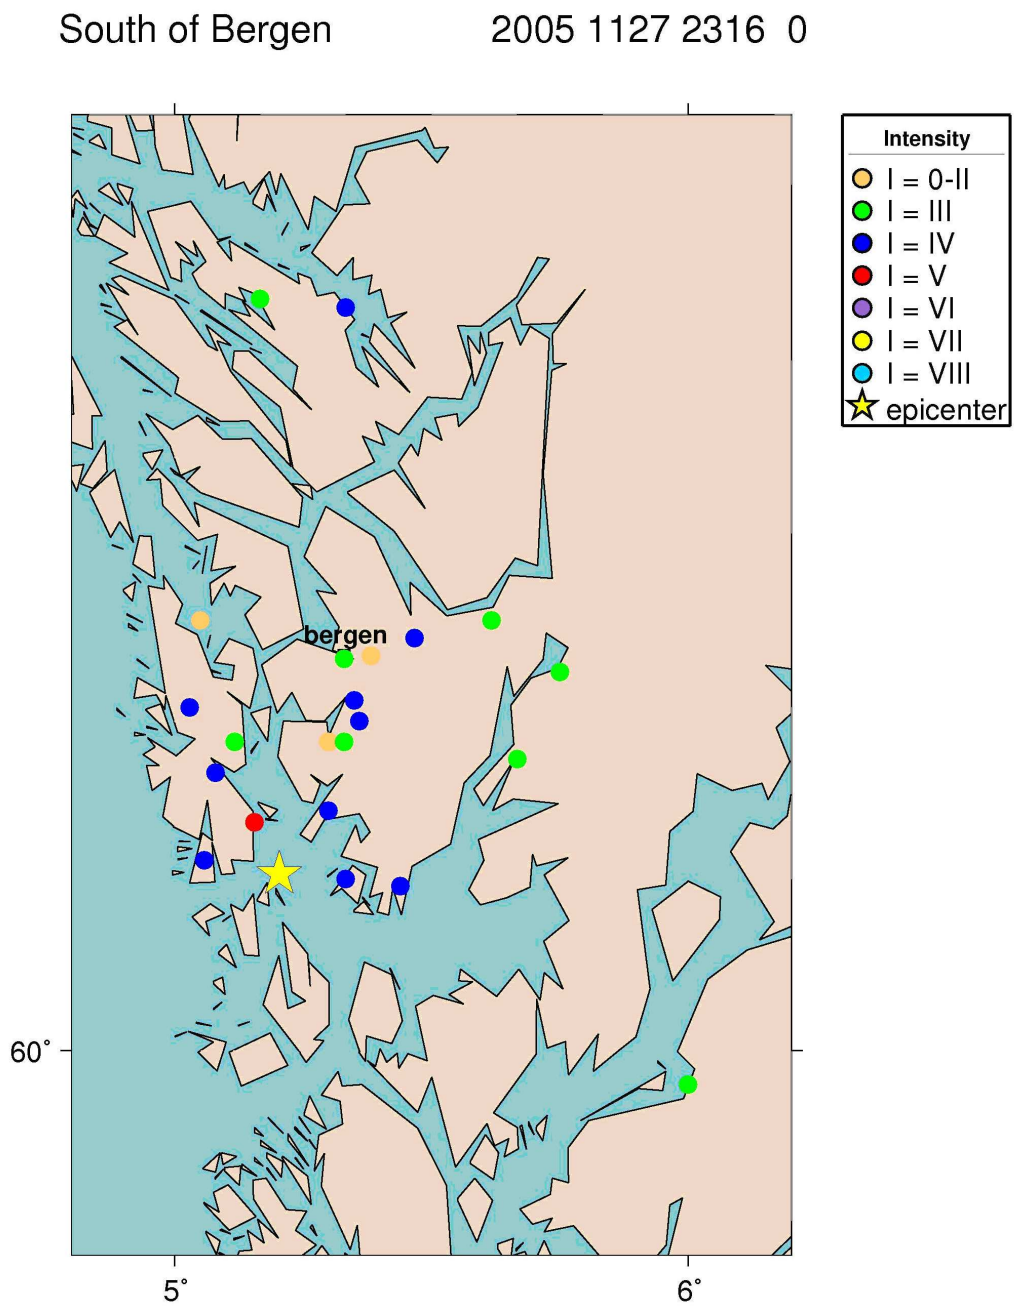 South of Bergen 2005 1127 2316 0
Intensity
I = 0-II
I = III
I = IV
I = V
I = VI
I = VII
I = VIII
epicenter
bergen
60°
5° 6°